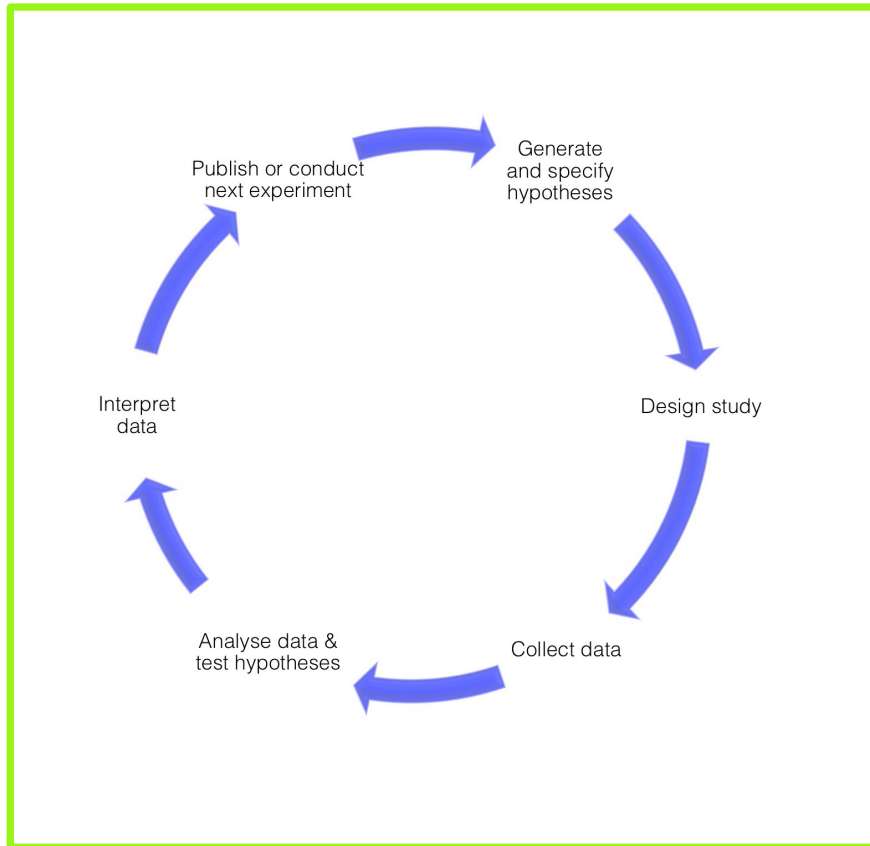 Publish or conduct
next experiment
Generate
and specify
hypotheses
Design study
Collect data
Analyse data &
test hypotheses
Interpret
data